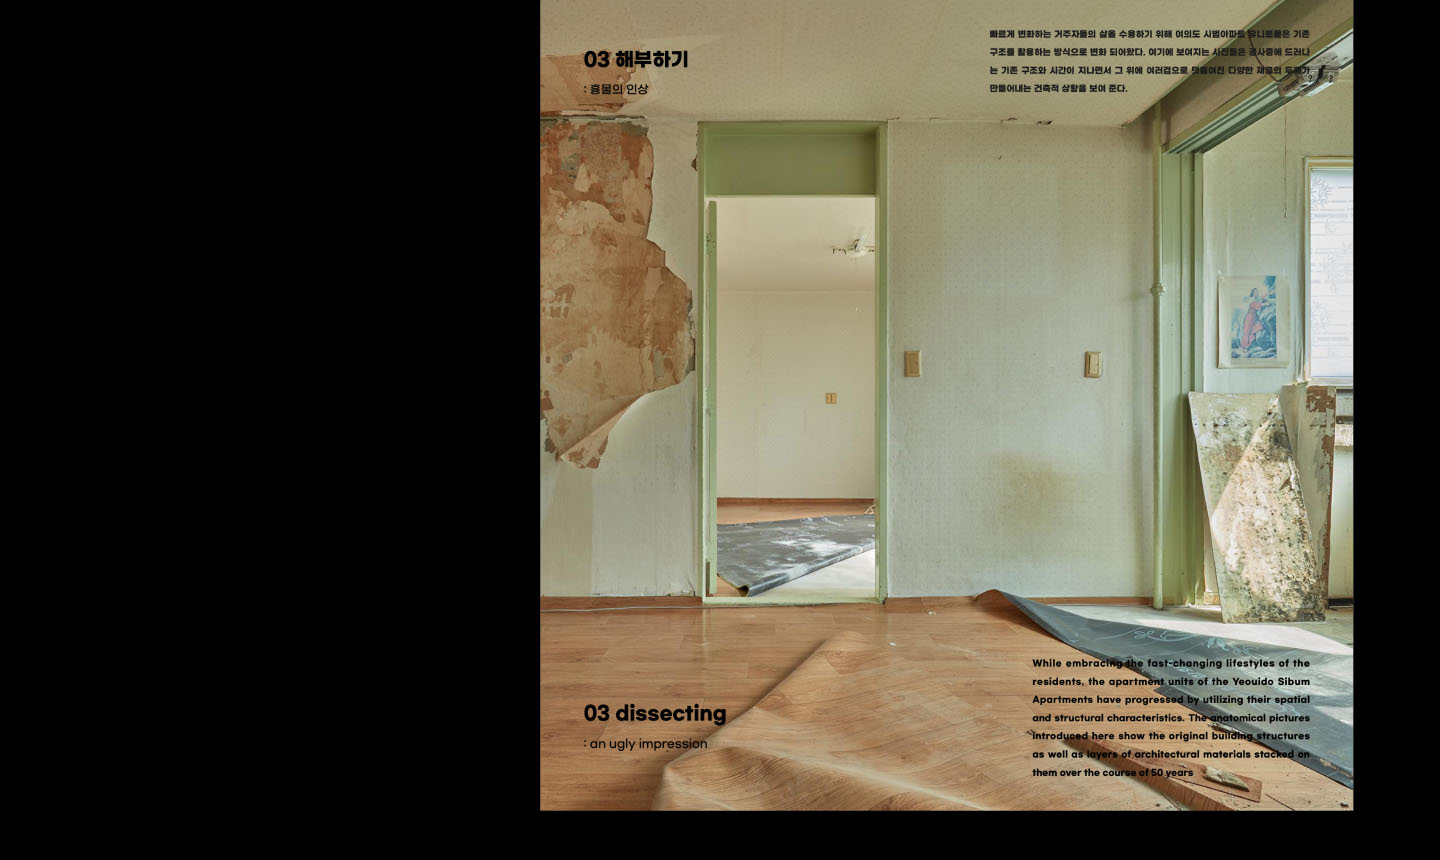 03 해부하기
: 흉물의 인상
빠르게 변화하는 거주자들의 삶을 수용하기 위해 여의도 시범아파트 유니트들은 기존
구조를 활용하는 방식으로 변화 되어왔다. 여기에 보여지는 사진들은 공사중에 드러나
는 기존 구조와 시간이 지나면서 그 위에 여러겹으로 덧붙여진 다양한 재료의 두께가
만들어내는 건축적 상황을 보여 준다.
03 dissecting
: an ugly impression
While embracing the fast-changing lifestyles of the
residents, the apartment units of the Yeouido Sibum
Apartments have progressed by utilizing their spatial
and structural characteristics. The anatomical pictures
introduced here show the original building structures
as well as layers of architectural materials stacked on
them over the course of 50 years